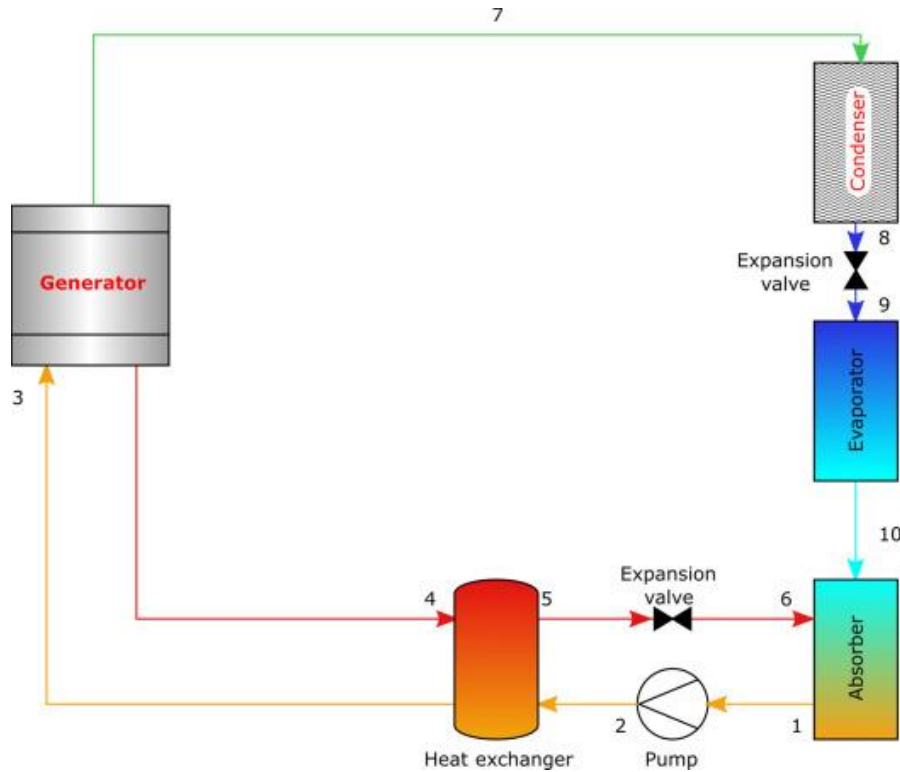 7
Condenser
8
Expansion
valve
9
Generator
3
Evaporator
10
Expansion
valve
4
5
6
Absorber
2
1
Heat exchanger
Pump